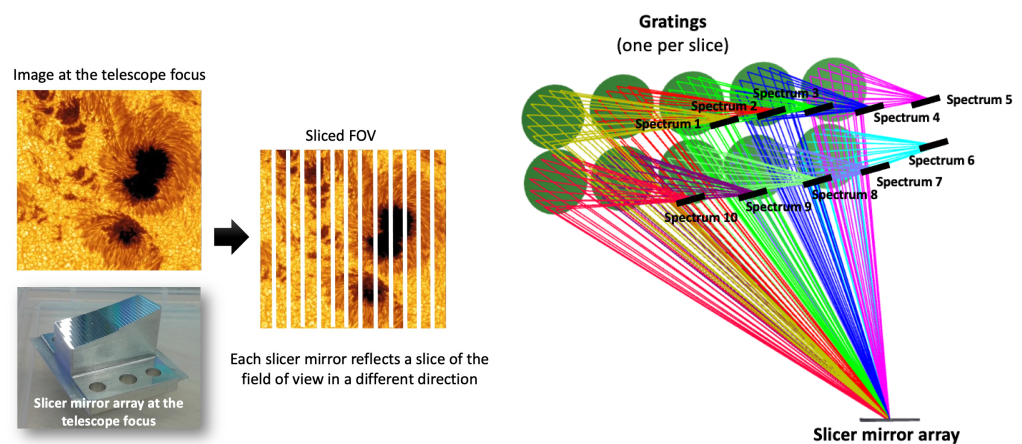 Image at the telescope focus
Slicer mirror array at the
telescope focus
Sliced FOV
Each slicer mirror reflects a slice of the
field of view in a different direction
Gratings
(one per slice)
Spectrum 1
Spectrum 2
Spectrum 3
Spectrum 4
Spectrum 5
Spectrum 6
Spectrum 7
Spectrum 8
Spectrum 9
Spectrum 10
Slicer mirror array